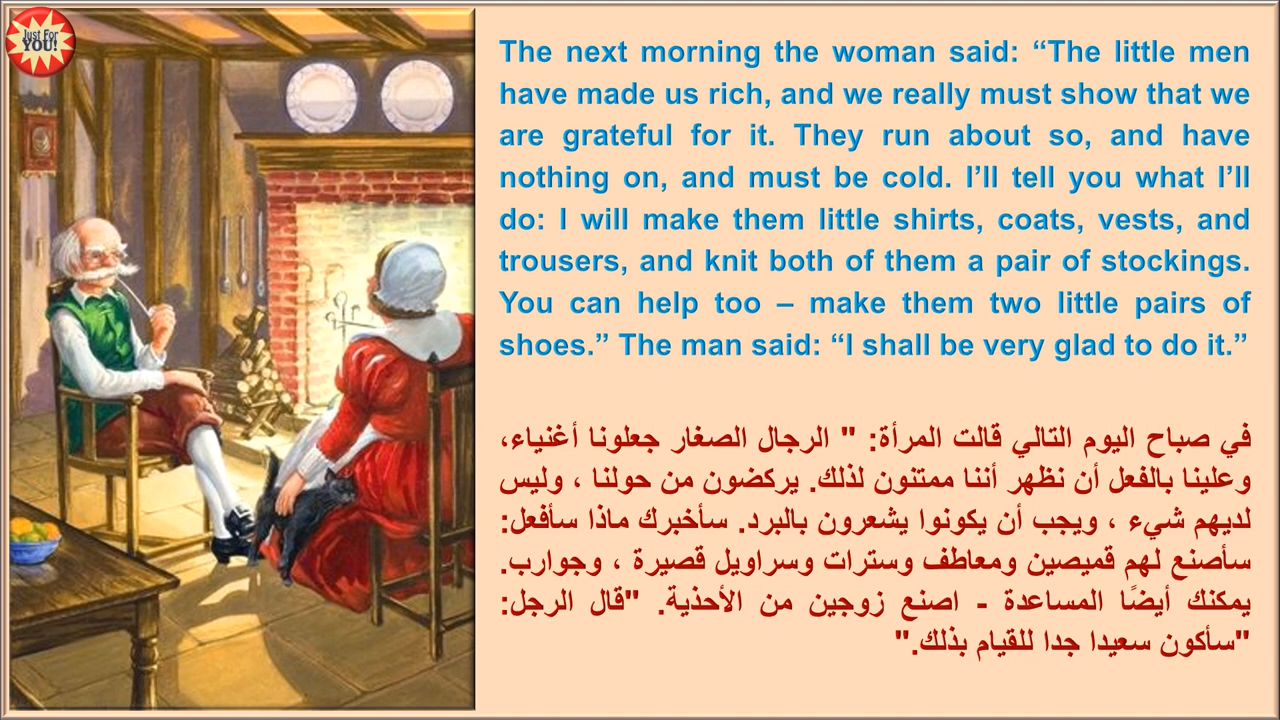 Just For
YOU!
The next morning the woman said: “The little men
have made us rich, and we really must show that we
are grateful for it. They run about so, and have
nothing on, and must be cold. I’ll tell you what I’ll
do: I will make them little shirts, coats, vests, and
trousers, and knit both of them a pair of stockings.
You can help too – make them two little pairs of
shoes.” The man said: “I shall be very glad to do it.”
في صباح اليوم التالي قالت المرأة: " الرجال الصغار جعلونا أغنياء،
وعلينا بالفعل أن نظهر أننا ممتنون لذلك. يركضون من حولنا ، وليس
لديهم شيء ، ويجب أن يكونوا يشعرون بالبرد. سأخبرك ماذا سأفعل:
سأصنع لهم قميصين ومعاطف وسترات وسراويل قصيرة ، وجوارب.
يمكنك أيضًا المساعدة - اصنع زوجين من الأحذية. "قال الرجل:
"سأكون سعيدا جدا للقيام بذلك."